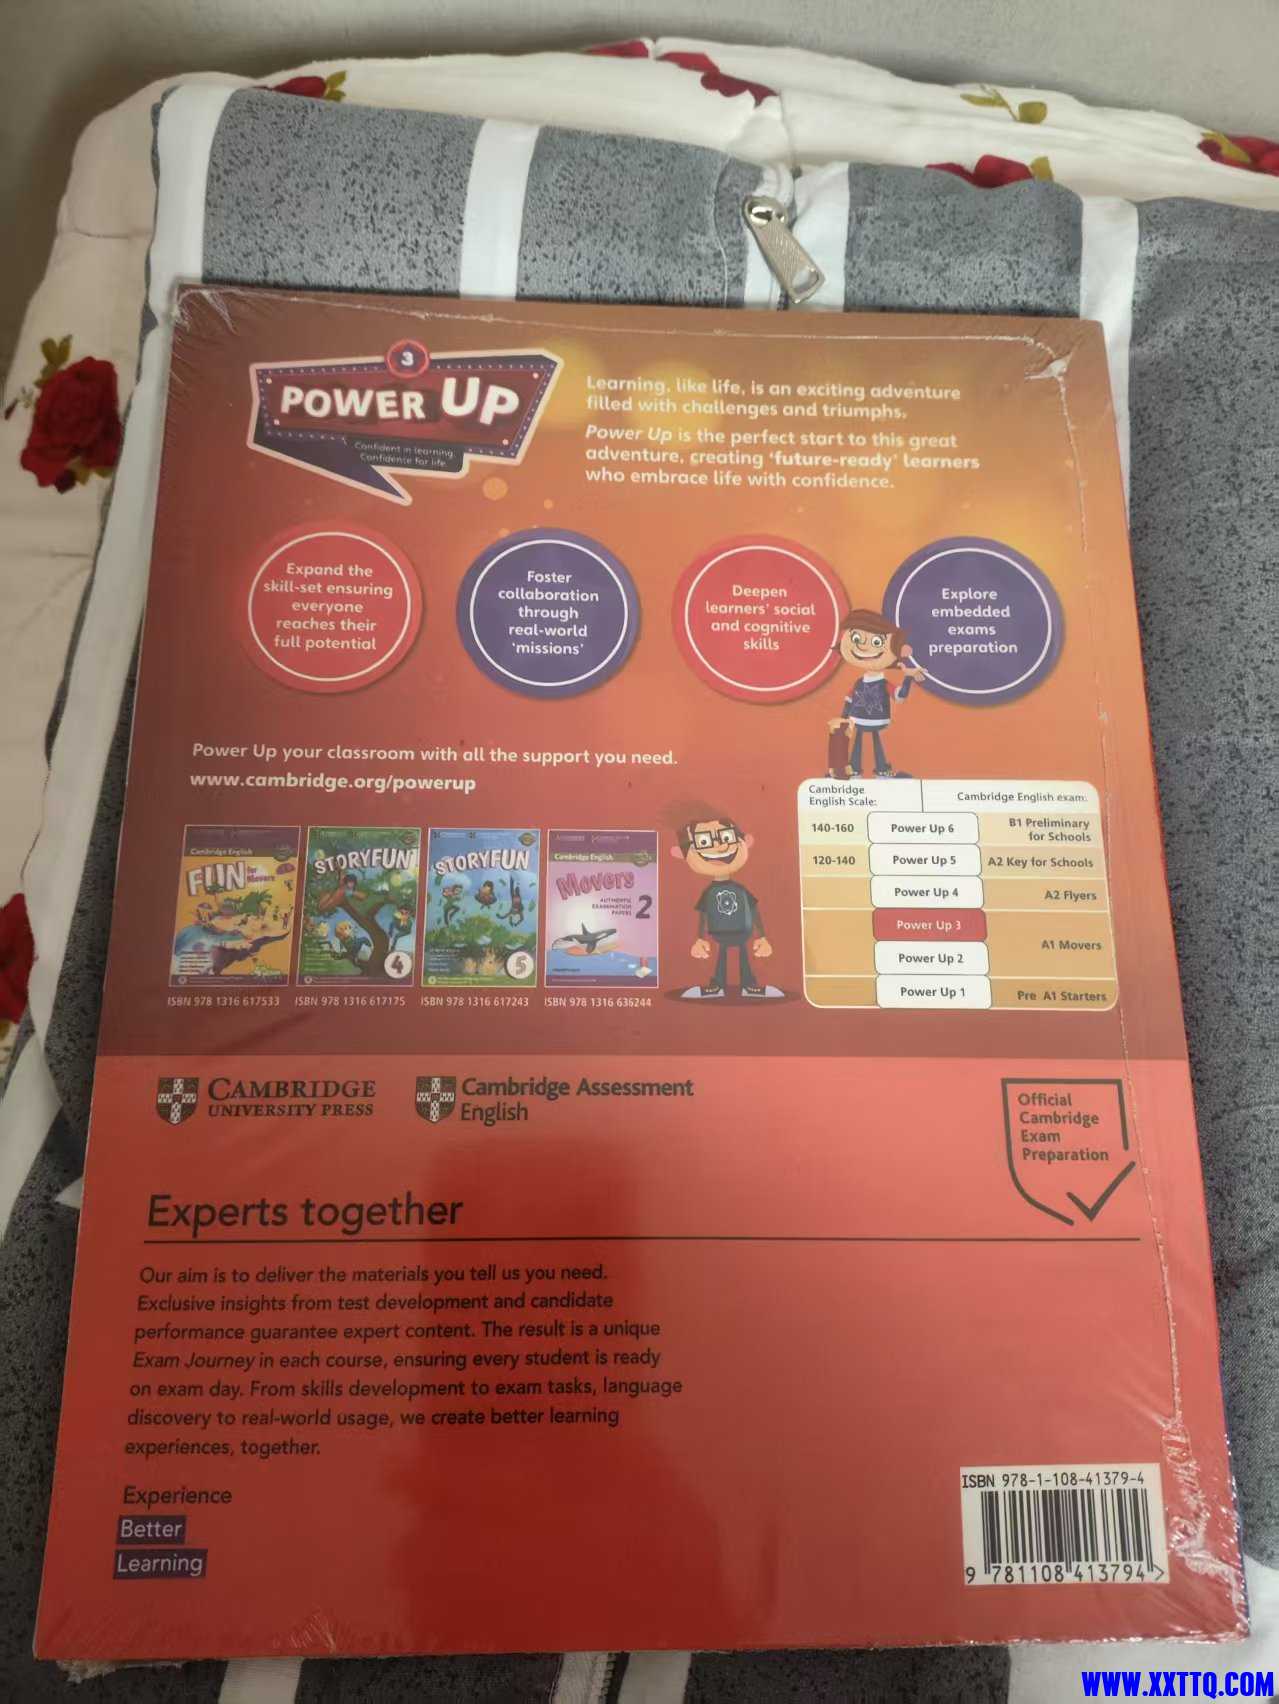 3
POWER UP
Confident in learning.
Confidence for life.
Learning, like life, is an exciting adventure
filled with challenges and triumphs.
Power Up is the perfect start to this great
adventure, creating ‘future-ready’ learners
who embrace life with confidence.
Expand the
skill-set ensuring
everyone
reaches their
full potential
Foster
collaboration
through
real-world
‘missions’
Deepen
learners’ social
and cognitive
skills
Explore
embedded
exams
preparation
Power Up your classroom with all the support you need.
www.cambridge.org/powerup
Cambridge English
FUN for
Movers
STORYFUN
4
STORYFUN
5
Cambridge English
Movers
AUTHENTIC
EXAMINATION
PAPERS
2
ISBN 978 1316 617533
ISBN 978 1316 617175
ISBN 978 1316 617243
ISBN 978 1316 636244
Cambridge
English Scale:
Cambridge English exam:
140-160 Power Up 6 B1 Preliminary
for Schools
120-140 Power Up 5 A2 Key for Schools
Power Up 4 A2 Flyers
Power Up 3
A1 Movers
Power Up 2
Power Up 1 Pre A1 Starters
CAMBRIDGE
UNIVERSITY PRESS
Cambridge Assessment
English
Official
Cambridge
Exam
Preparation
Experts together
Our aim is to deliver the materials you tell us you need.
Exclusive insights from test development and candidate
performance guarantee expert content. The result is a unique
Exam Journey in each course, ensuring every student is ready
on exam day. From skills development to exam tasks, language
discovery to real-world usage, we create better learning
experiences, together.
Experience
Better
Learning
ISBN 978-1-108-41379-4
9 781108 413794 >
WWW.XXTTQ.COM